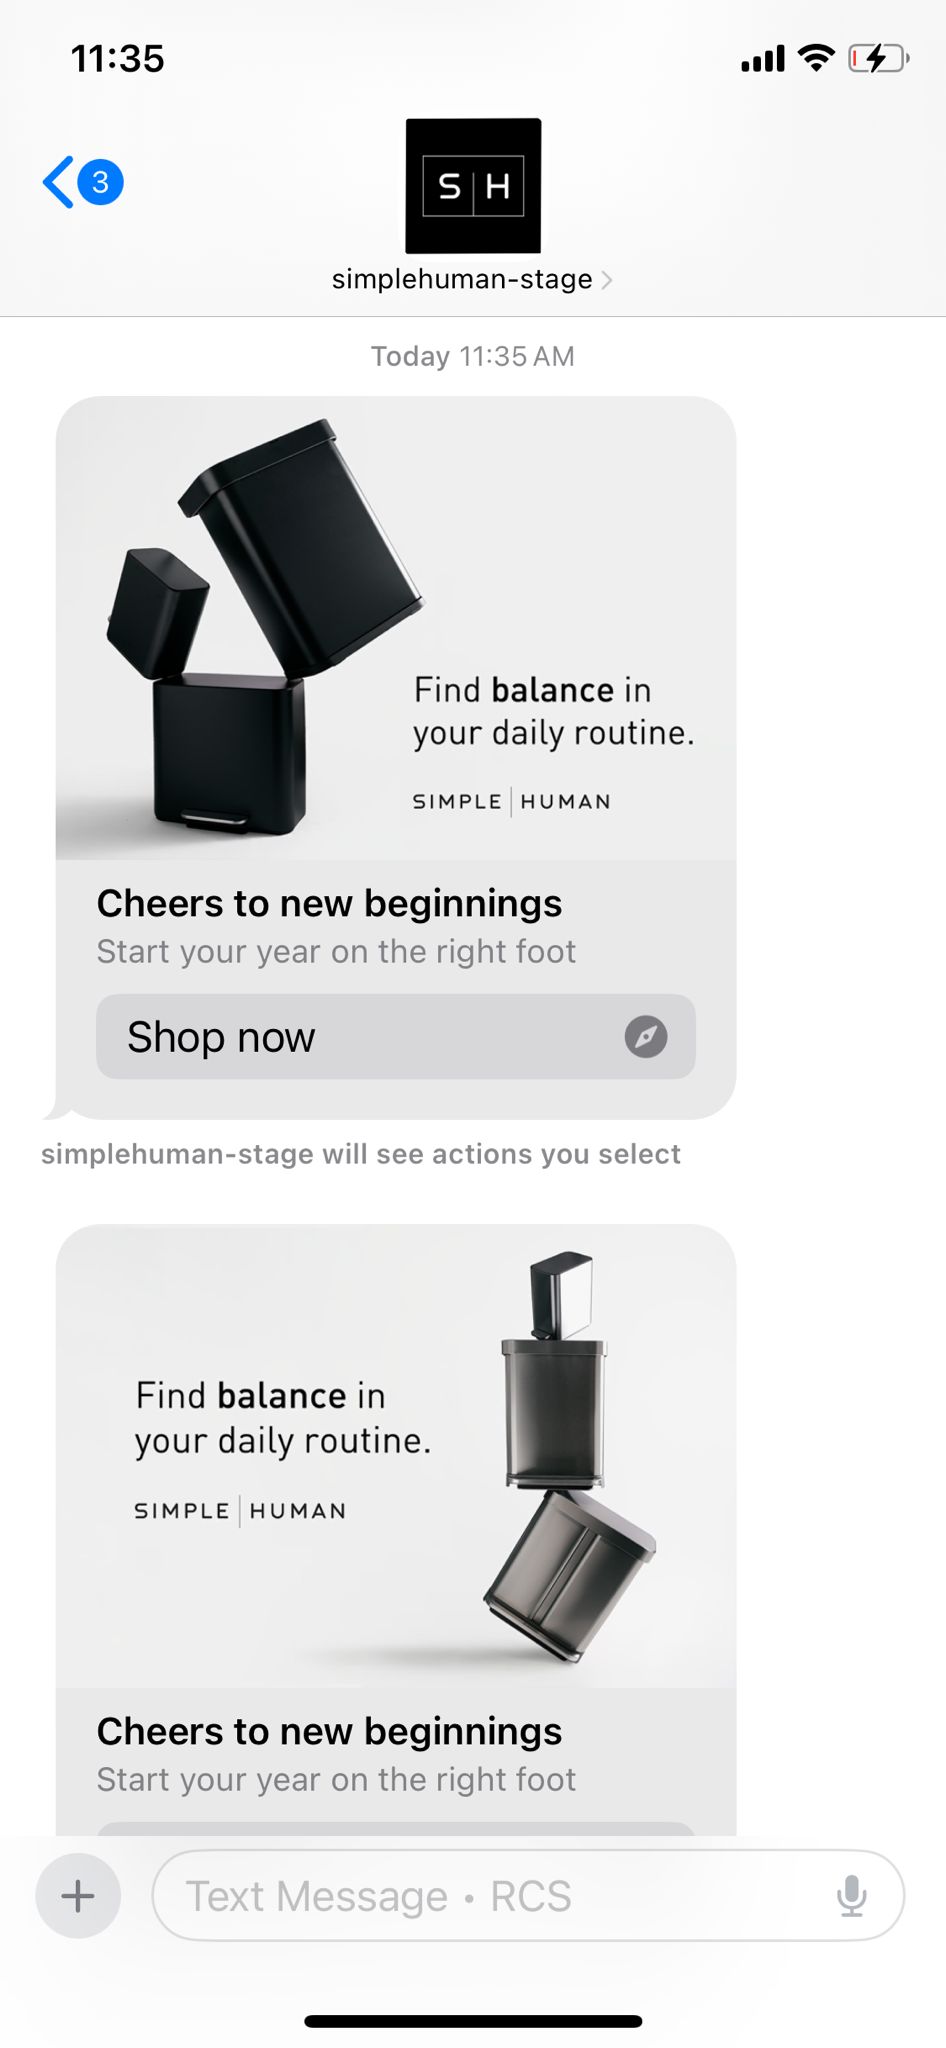 11:35
3
S|H
simplehuman-stage
Today 11:35 AM
Find balance in
your daily routine.
SIMPLE|HUMAN
Cheers to new beginnings
Start your year on the right foot
Shop now
simplehuman-stage will see actions you select
Find balance in
your daily routine.
SIMPLE|HUMAN
Cheers to new beginnings
Start your year on the right foot
Text Message • RCS